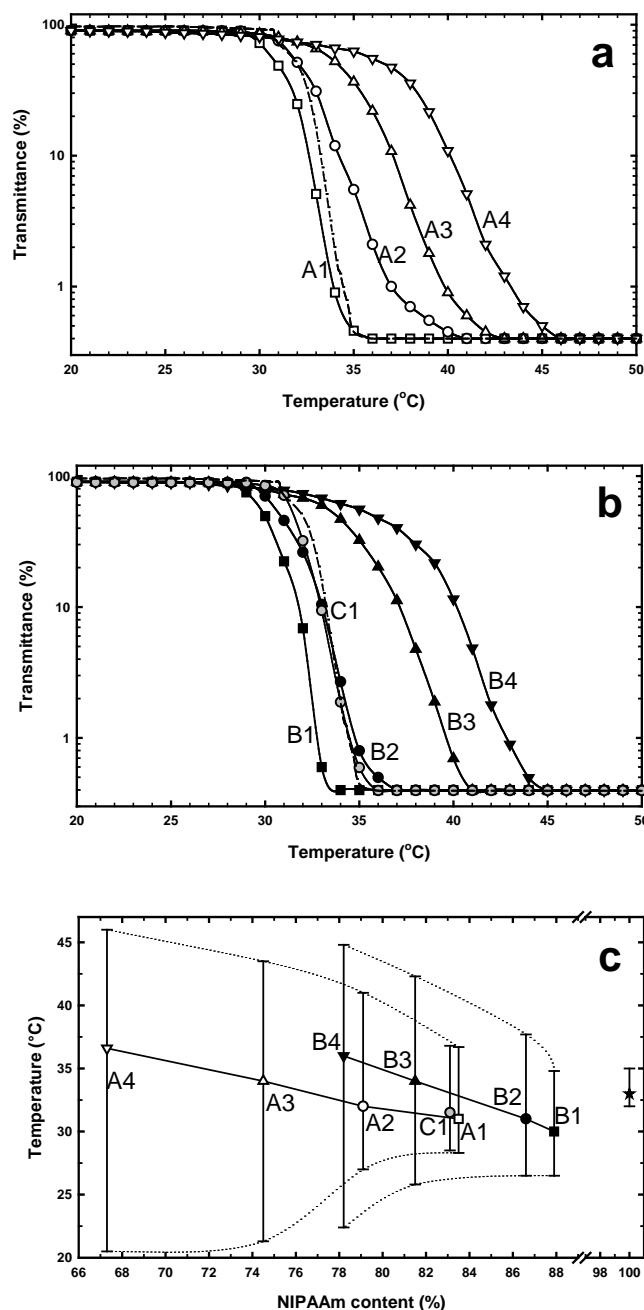 a
Transmittance (%)
100
10
1
A1
A2
A3
A4
20 25 30 35 40 45 50
Temperature (°C)
b
Transmittance (%)
100
10
1
B1
C1
B2
B3
B4
20 25 30 35 40 45 50
Temperature (°C)
c
Temperature (°C)
45
40
35
30
25
20
A4
A3
A2
B4
B3
C1
A1
B2
B1
66 68 70 72 74 76 78 80 82 84 86 88 98 100
NIPAAm content (%)